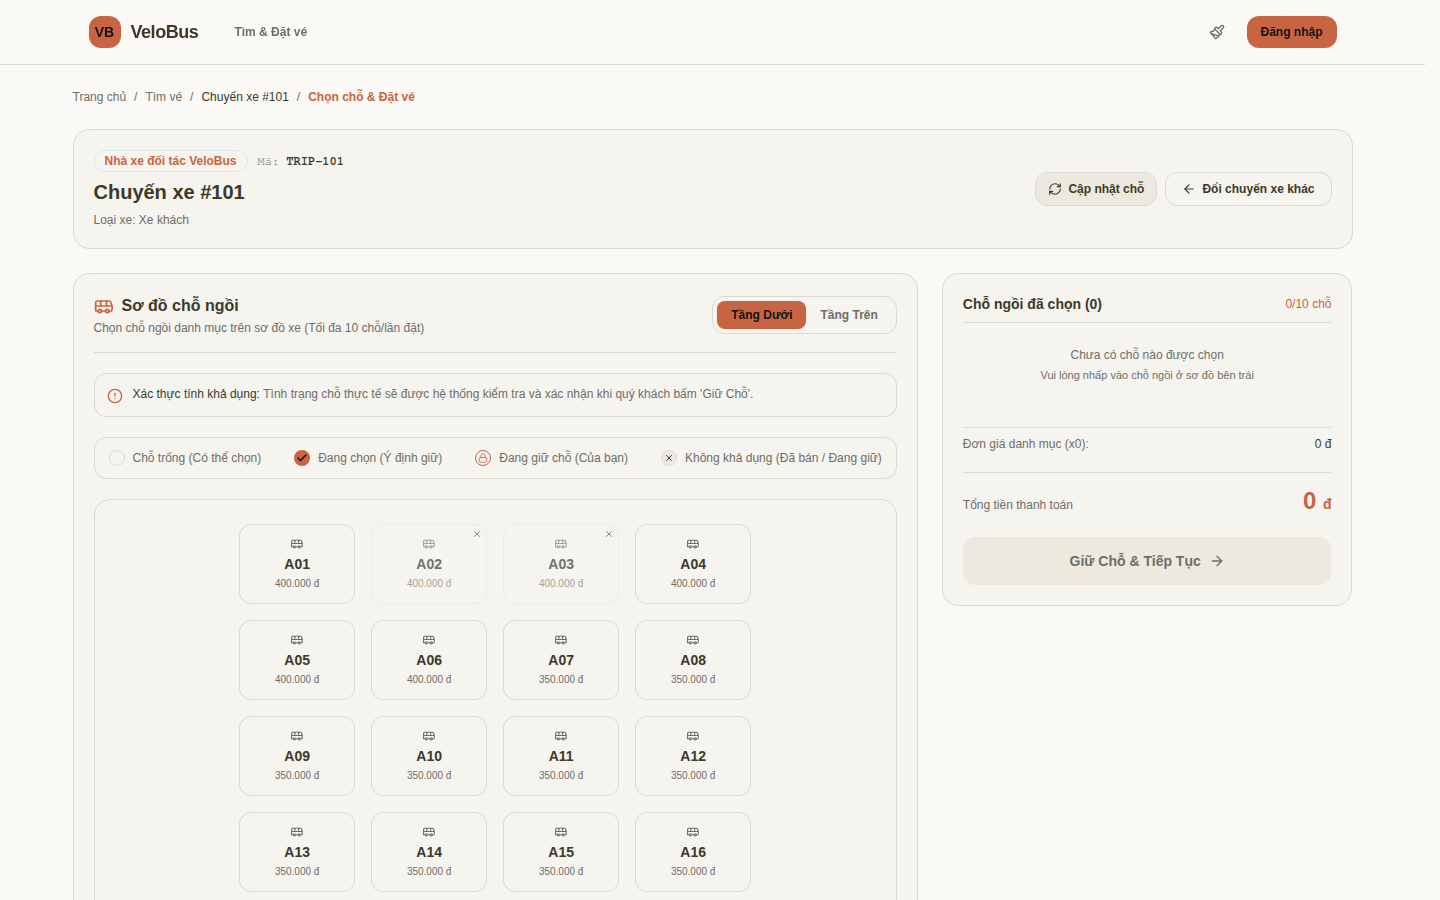 VB VeloBus Tìm & Đặt vé Đăng nhập
Trang chủ / Tìm vé / Chuyến xe #101 / Chọn chỗ & Đặt vé
Nhà xe đối tác VeloBus Mã: TRIP-101
Chuyến xe #101
Loại xe: Xe khách
Cập nhật chỗ Đổi chuyến xe khác
Sơ đồ chỗ ngồi
Chọn chỗ ngồi danh mục trên sơ đồ xe (Tối đa 10 chỗ/lần đặt)
Tầng Dưới Tầng Trên
Xác thực tính khả dụng: Tình trạng chỗ thực tế sẽ được hệ thống kiểm tra và xác nhận khi quý khách bấm 'Giữ Chỗ'.
Chỗ trống (Có thể chọn) Đang chọn (Ý định giữ) Đang giữ chỗ (Của bạn) Không khả dụng (Đã bán / Đang giữ)
A01 A02 A03 A04
400.000 đ 400.000 đ 400.000 đ 400.000 đ
A05 A06 A07 A08
400.000 đ 400.000 đ 350.000 đ 350.000 đ
A09 A10 A11 A12
350.000 đ 350.000 đ 350.000 đ 350.000 đ
A13 A14 A15 A16
350.000 đ 350.000 đ 350.000 đ 350.000 đ
Chỗ ngồi đã chọn (0) 0/10 chỗ
Chưa có chỗ nào được chọn
Vui lòng nhấp vào chỗ ngồi ở sơ đồ bên trái
Đơn giá danh mục (x0): 0 đ
Tổng tiền thanh toán 0 đ
Giữ Chỗ & Tiếp Tục